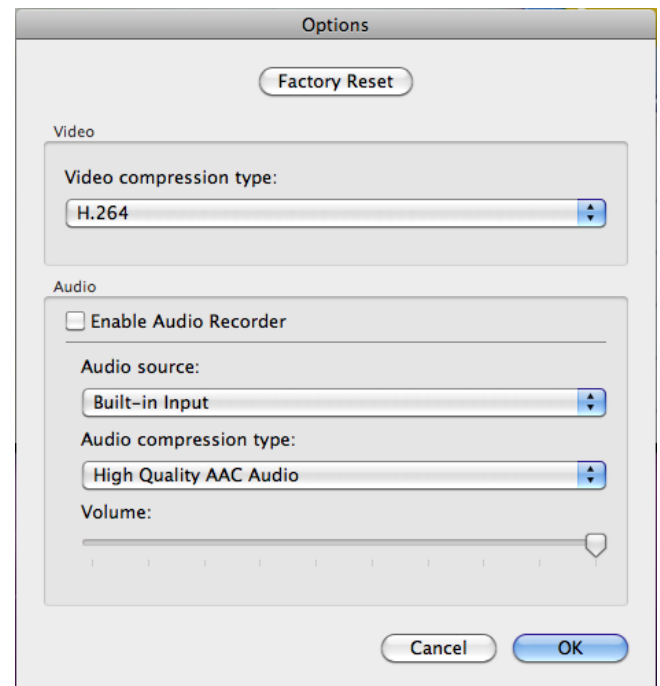 Options
Factory Reset
Video
Video compression type:
H.264
Audio
Enable Audio Recorder
Audio source:
Built-in Input
Audio compression type:
High Quality AAC Audio
Volume:
Cancel OK